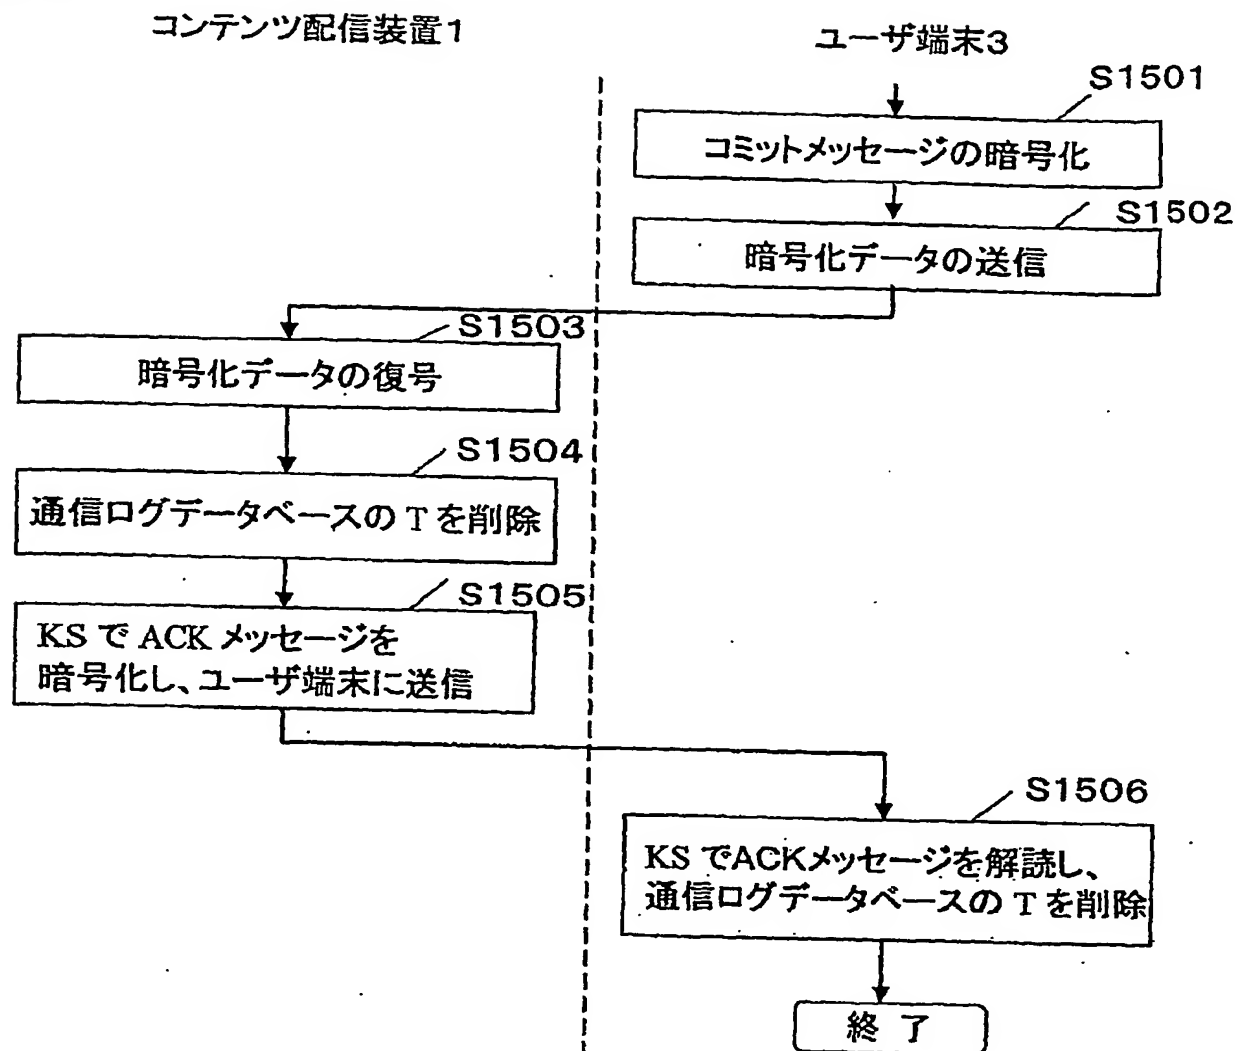 コンテンツ配信装置1
ユーザ端末3
S1501
コミットメッセージの暗号化
S1502
暗号化データの送信
S1503
暗号化データの復号
S1504
通信ログデータベースのTを削除
S1505
KSでACKメッセージを
暗号化し、ユーザ端末に送信
S1506
KSでACKメッセージを解読し、
通信ログデータベースのTを削除
終了